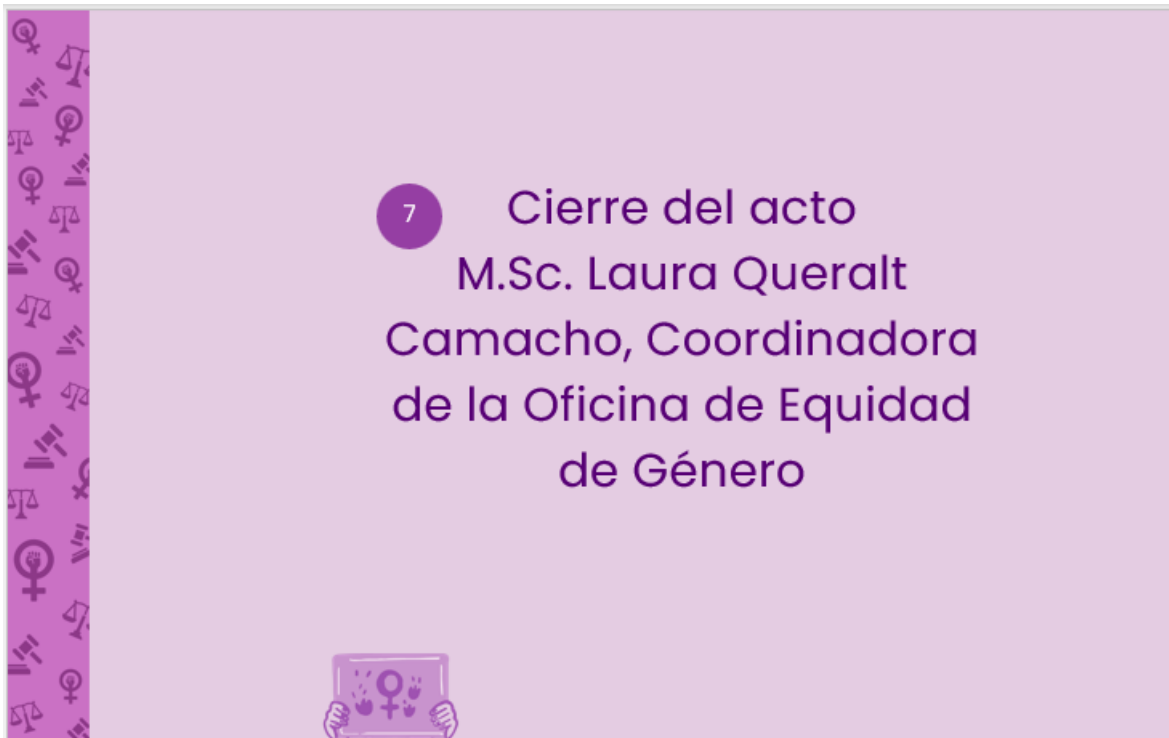 7
Cierre del acto
M.Sc. Laura Queralt
Camacho, Coordinadora
de la Oficina de Equidad
de Género